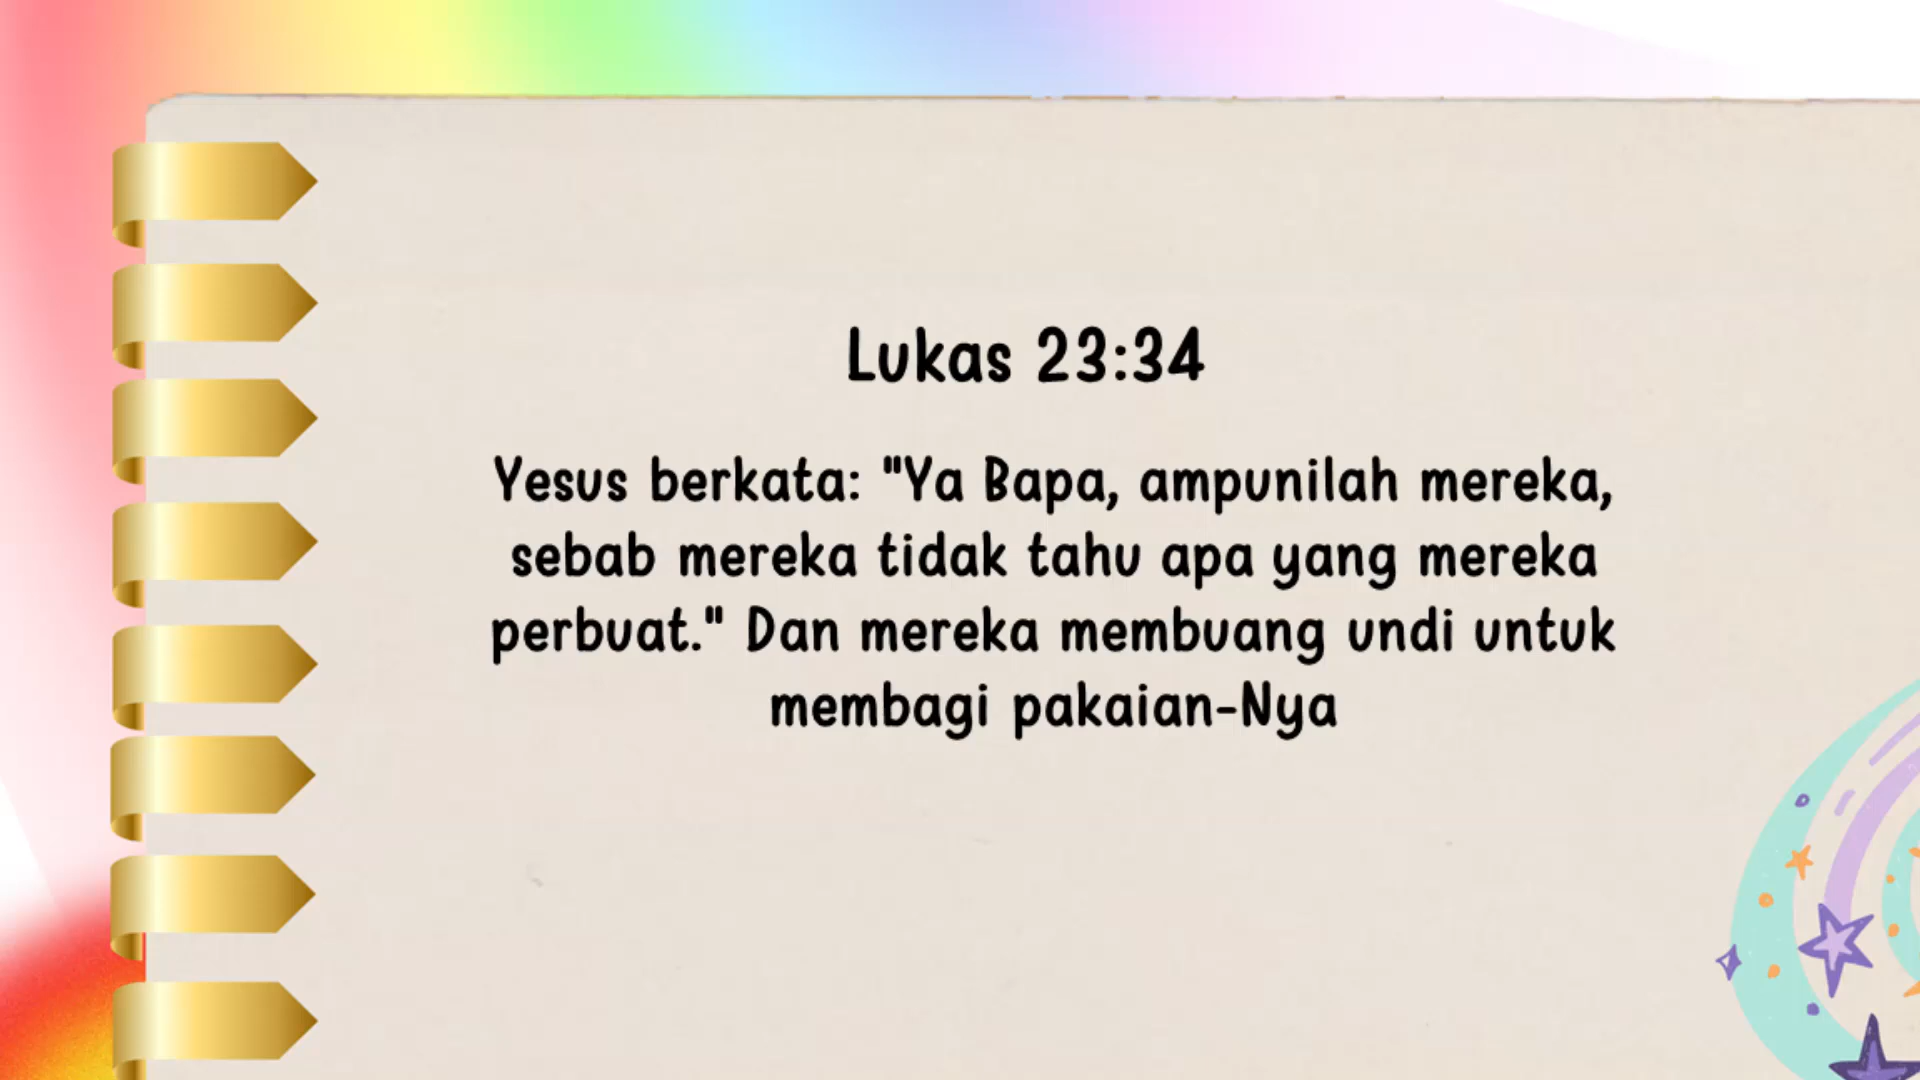 Lukas 23:34
Yesus berkata: "Ya Bapa, ampunilah mereka,
sebab mereka tidak tahu apa yang mereka
perbuat." Dan mereka membuang undi untuk
membagi pakaian-Nya